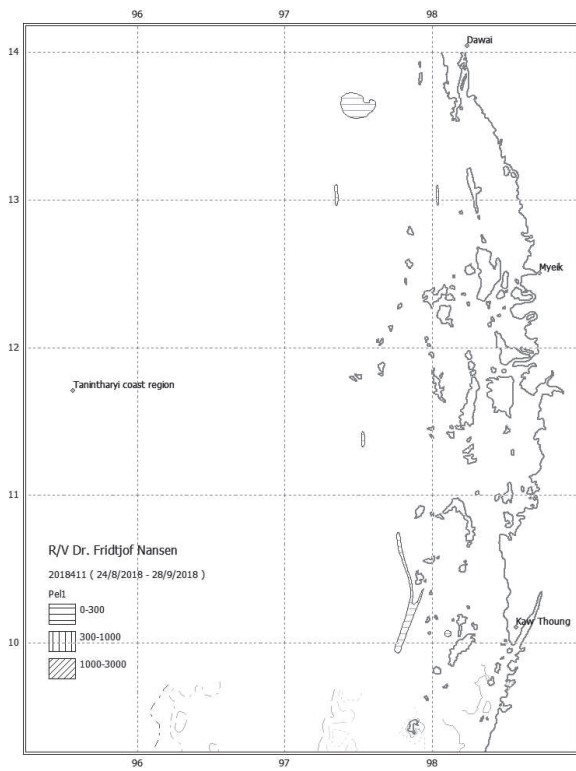 96 97 98
14
Dawai
13
Myeik
12
Tanintharyi coast region
11
R/V Dr. Fridtjof Nansen
2018411 ( 24/8/2018 - 28/9/2018 )
Pel1
0-300
Kaw Thoung
10
300-1000
1000-3000
96 97 98